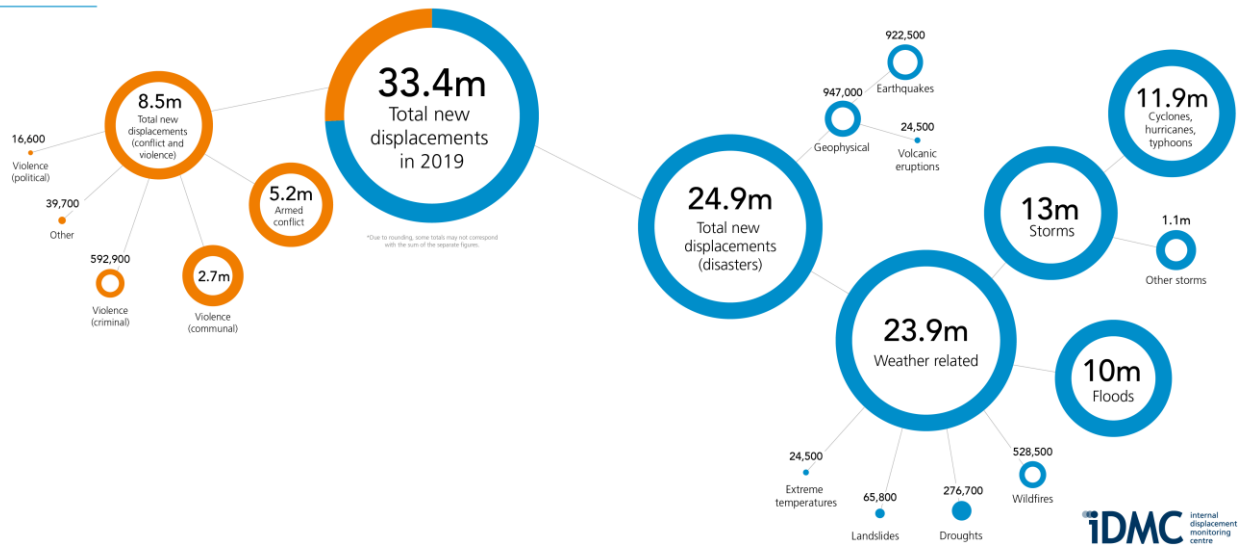 33.4m
Total new
displacements
in 2019
*Due to rounding, some totals may not correspond
with the sum of the separate figures.
8.5m
Total new
displacements
(conflict and
violence)
16,600
Violence
(political)
39,700
Other
592,900
Violence
(criminal)
2.7m
Violence
(communal)
5.2m
Armed
conflict
24.9m
Total new
displacements
(disasters)
947,000
Geophysical
922,500
Earthquakes
24,500
Volcanic
eruptions
23.9m
Weather related
13m
Storms
11.9m
Cyclones,
hurricanes,
typhoons
1.1m
Other storms
10m
Floods
528,500
Wildfires
276,700
Droughts
65,800
Landslides
24,500
Extreme
temperatures
iDMC
internal
displacement
monitoring
centre